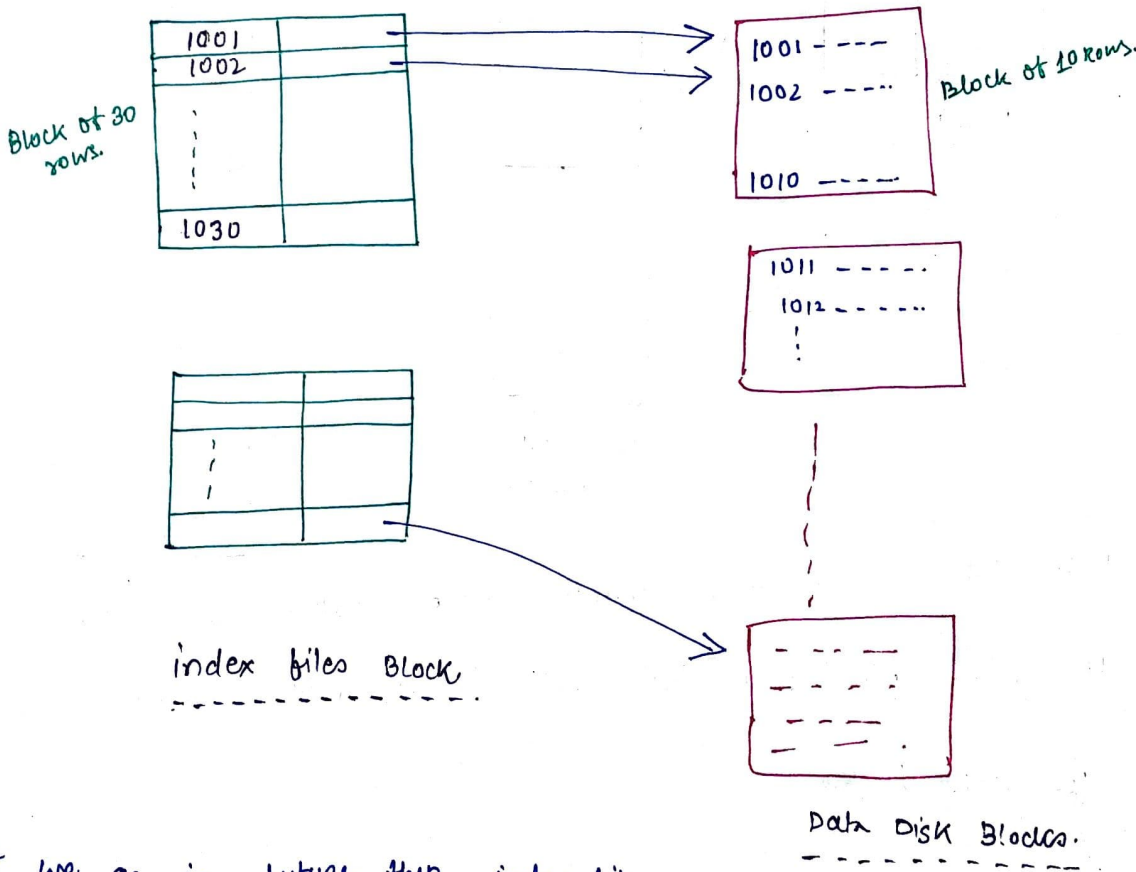 1001
1002
Block of 30
rows.
1030
1001 ----
1002 -----
1010 -----
Block of 10 Rows.
1011 -----
1012 ------
index files Block
Data Disk Blocks.